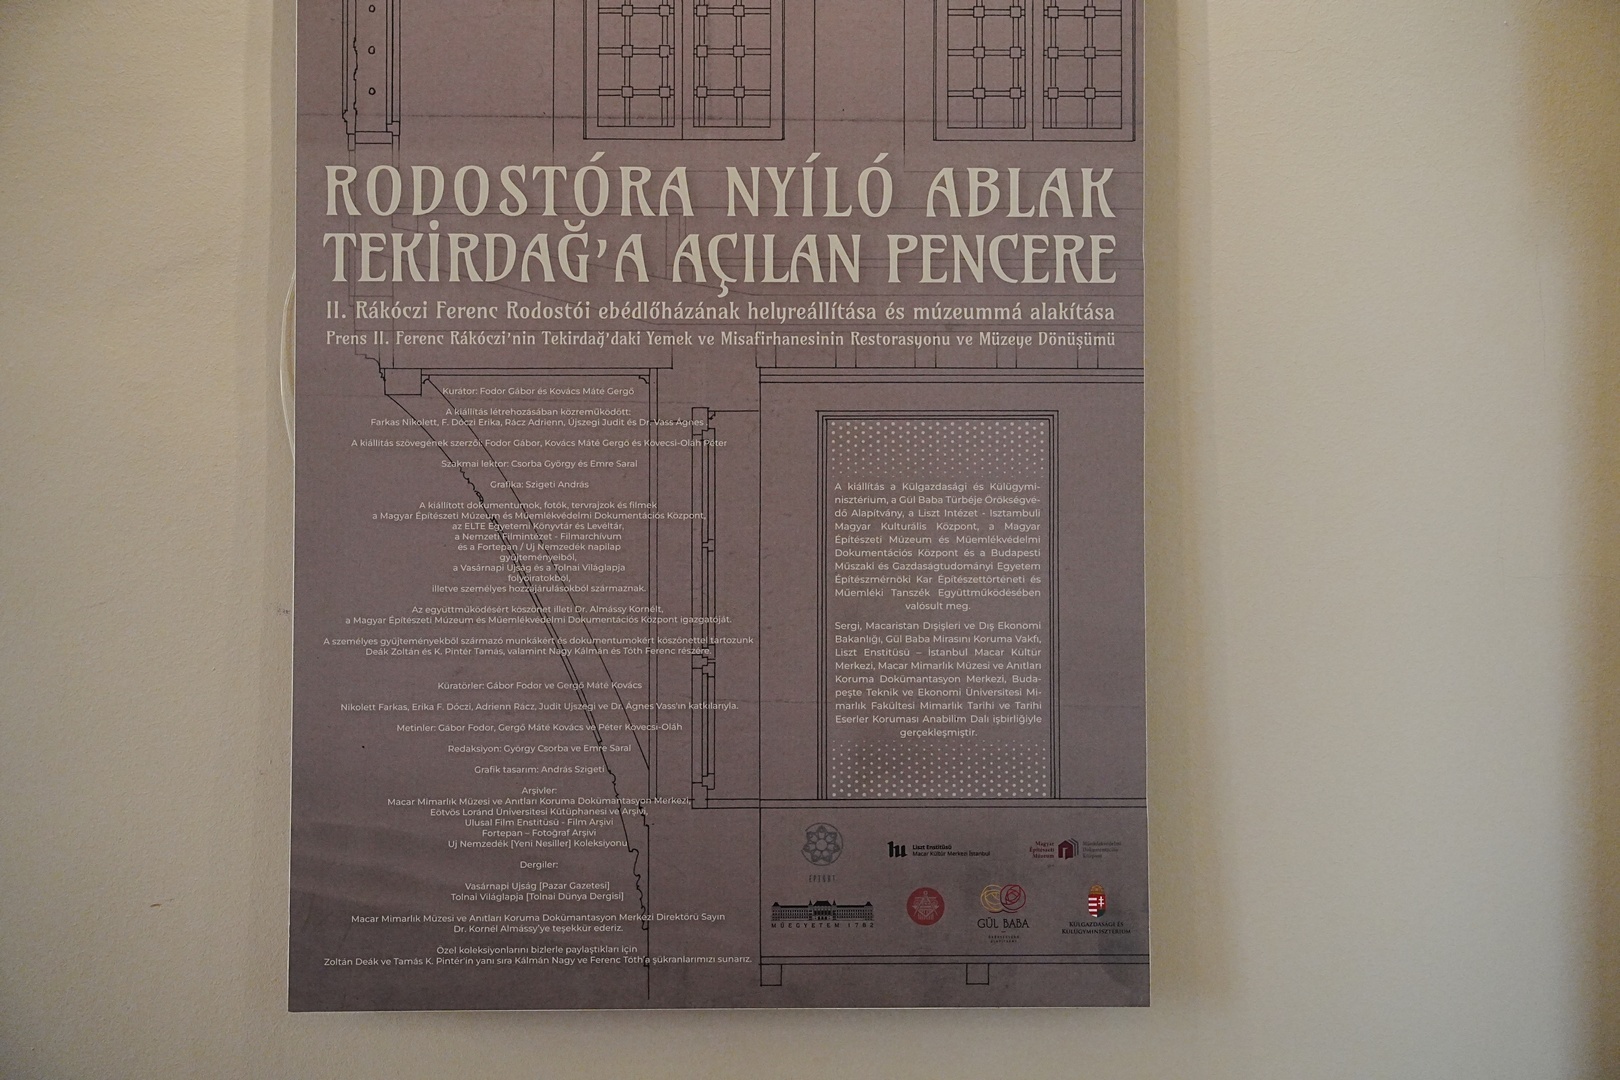 RODOSTÓRA NYÍLÓ ABLAK
TEKİRDAĞ'A AÇILAN PENCERE
II. Rákóczi Ferenc Rodostói ebédlőházának helyreállítása és múzeummá alakítása
Prens II. Ferenc Rákóczi'nin Tekirdağ'daki Yemek ve Misafirhanesinin Restorasyonu ve Müzeye Dönüşümü
Kurátor: Fodor Gábor és Kovács Máté Gergő
A kiállítás létrehozásában közreműködött:
Farkas Nikolett, F. Dóczi Erika, Rácz Adrienn, Újszegi Judit és Dr. Vass Ágnes
A kiállítás szövegének szerzői: Fodor Gábor, Kovács Máté Gergő és Kövecsi-Oláh Péter
Szakmai lektor: Csorba György és Emre Saral
Grafika: Szigeti András
A kiállított dokumentumok, fotók, tervrajzok és filmek
a Magyar Építészeti Múzeum és Műemlékvédelmi Dokumentációs Központ,
az ELTE Egyetemi Könyvtár és Levéltár,
a Nemzeti Filmintézet - Filmarchívum
és a Fortepan / Uj Nemzedék napilap
gyűjteményeiből,
a Vasárnapi Ujság és a Tolnai Világlapja
folyóiratokból,
illetve személyes hozzájárulásokból származnak.
Az együttműködésért köszönet illeti Dr. Almássy Kornélt,
a Magyar Építészeti Múzeum és Műemlékvédelmi Dokumentációs Központ igazgatóját.
A személyes gyűjteményekből származó munkákért és dokumentumokért köszönettel tartozunk
Deák Zoltán és K. Pintér Tamás, valamint Nagy Kálmán és Tóth Ferenc részére.
Küratörler: Gábor Fodor ve Gergő Máté Kovács
Nikolett Farkas, Erika F. Dóczi, Adrienn Rácz, Judit Ujszegi ve Dr. Ágnes Vass'ın katkılarıyla.
Metinler: Gábor Fodor, Gergő Máté Kovács ve Péter Kövecsi-Oláh
Redaksiyon: György Csorba ve Emre Saral
Grafik tasarım: András Szigeti
Arşivler:
Macar Mimarlık Müzesi ve Anıtları Koruma Dokümantasyon Merkezi,
Eötvös Loránd Üniversitesi Kütüphanesi ve Arşivi,
Ulusal Film Enstitüsü - Film Arşivi
Fortepan – Fotoğraf Arşivi
Uj Nemzedék [Yeni Nesiller] Koleksiyonu
Dergiler:
Vasárnapi Ujság [Pazar Gazetesi]
Tolnai Világlapja [Tolnai Dünya Dergisi]
Macar Mimarlık Müzesi ve Anıtları Koruma Dokümantasyon Merkezi Direktörü Sayın
Dr. Kornél Almássy'ye teşekkür ederiz.
Özel koleksiyonlarını bizlerle paylaştıkları için
Zoltán Deák ve Tamás K. Pintér'in yanı sıra Kálmán Nagy ve Ferenc Tóth'a şükranlarımızı sunarız.
A kiállítás a Külgazdasági és Külügymi-
nisztérium, a Gül Baba Türbéje Örökségvé-
dő Alapítvány, a Liszt Intézet - Isztambuli
Magyar Kulturális Központ, a Magyar
Építészeti Múzeum és Műemlékvédelmi
Dokumentációs Központ és a Budapesti
Műszaki és Gazdaságtudományi Egyetem
Építészmérnöki Kar Építészettörténeti és
Műemléki Tanszék Együttműködésében
valósult meg.
Sergi, Macaristan Dışişleri ve Dış Ekonomi
Bakanlığı, Gül Baba Mirasını Koruma Vakfı,
Liszt Enstitüsü – İstanbul Macar Kültür
Merkezi, Macar Mimarlık Müzesi ve Anıtları
Koruma Dokümantasyon Merkezi, Buda-
peşte Teknik ve Ekonomi Üniversitesi Mi-
marlık Fakültesi Mimarlık Tarihi ve Tarihi
Eserler Koruması Anabilim Dalı işbirliğiyle
gerçekleşmiştir.
hu Liszt Enstitüsü
Macar Kültür Merkezi İstanbul
Magyar
Építészeti
Múzeum
MŰEGYETEM 1782
GÜL BABA
KÜLGAZDASÁGI ÉS
KÜLÜGYMINISZTÉRIUM